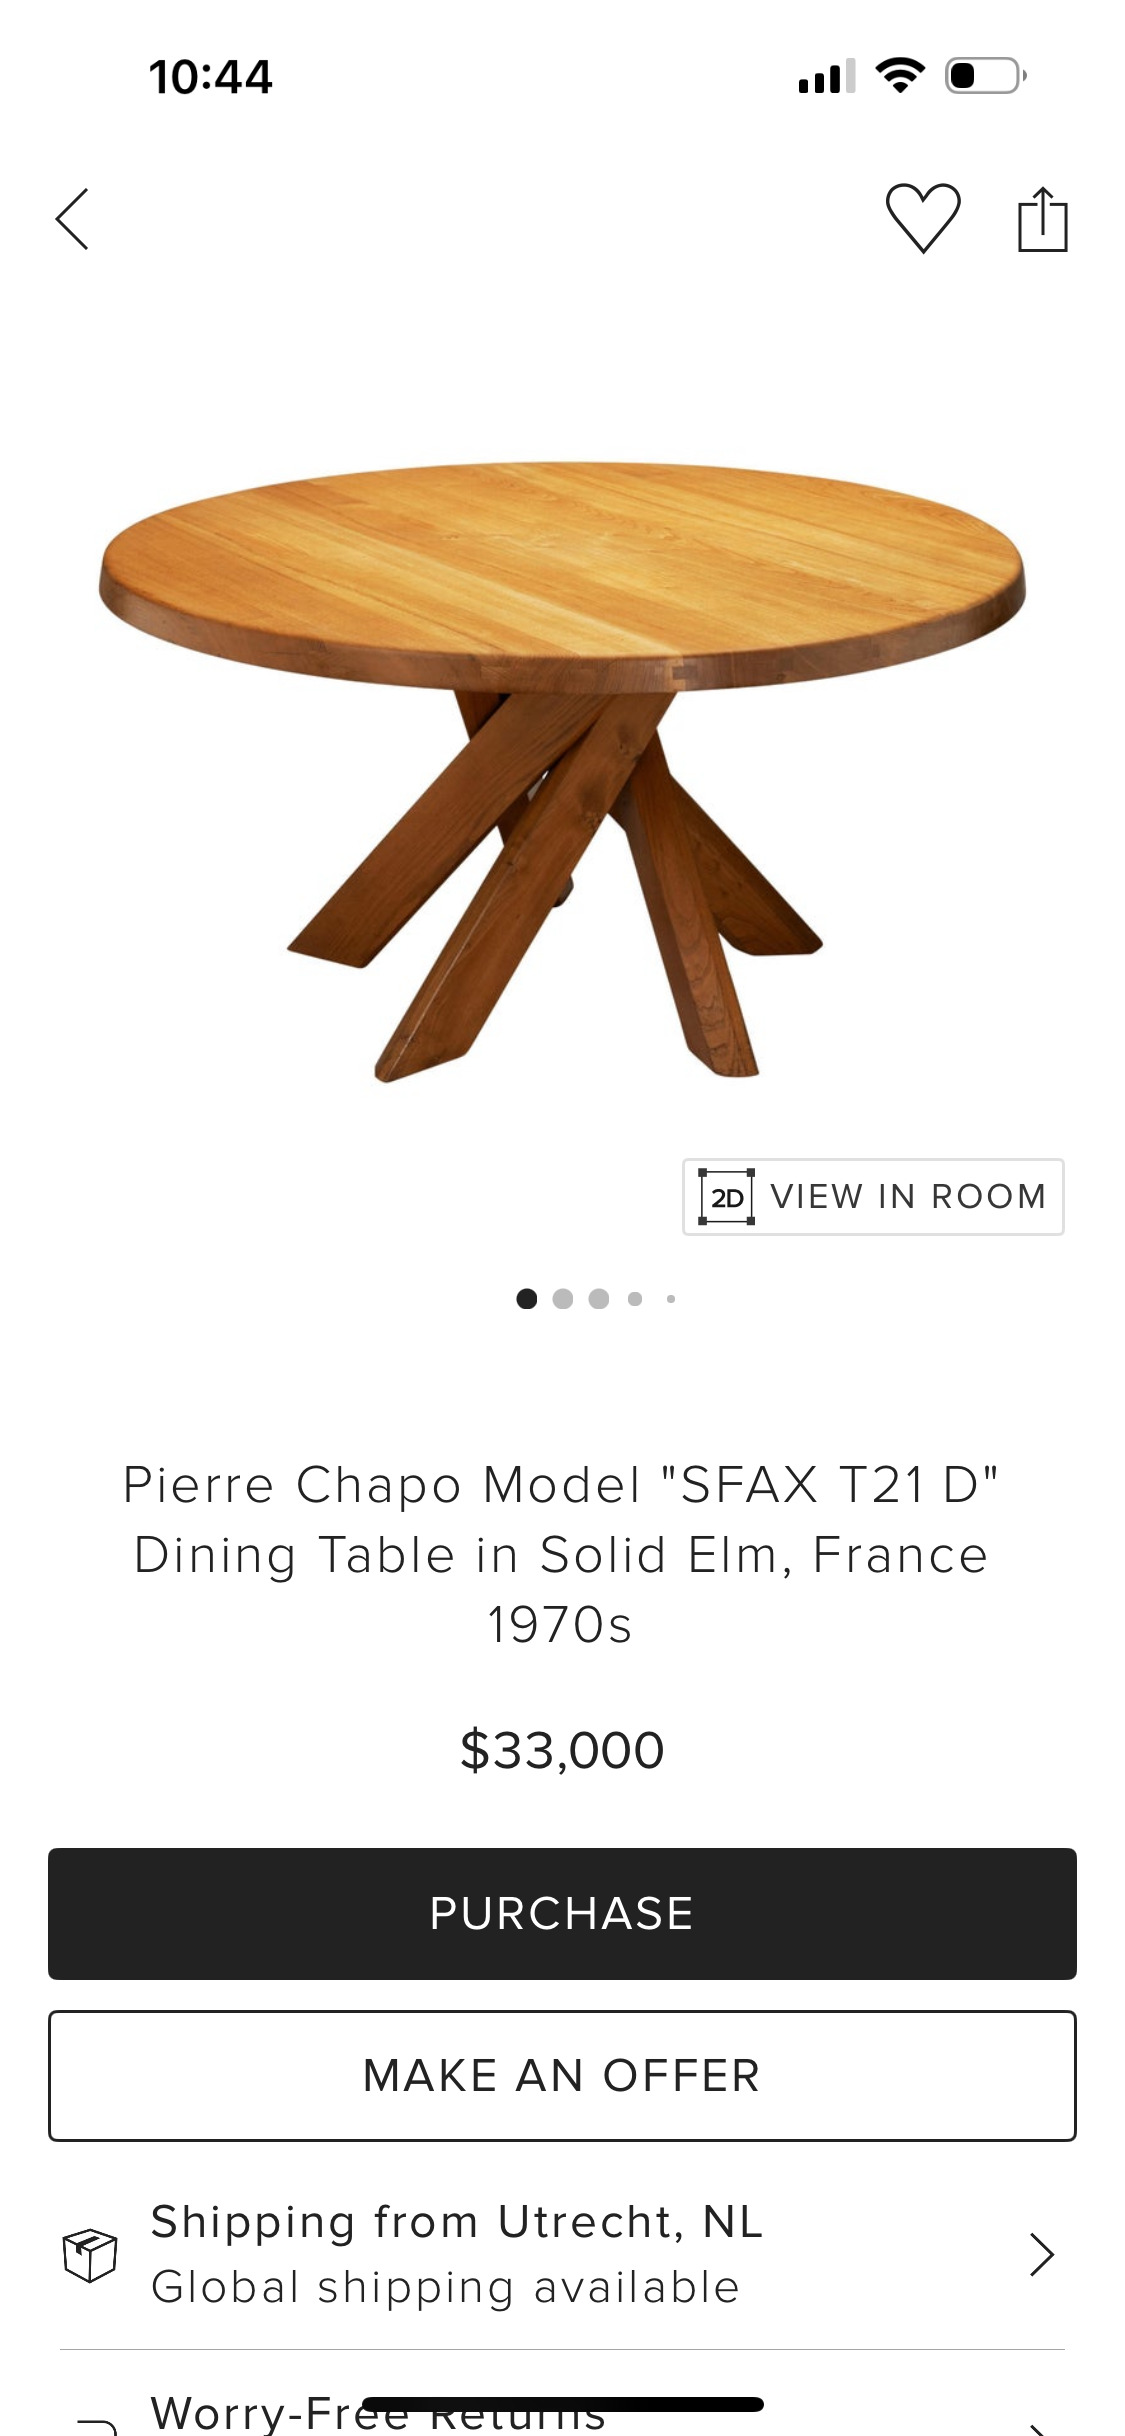 10:44
2D VIEW IN ROOM
Pierre Chapo Model "SFAX T21 D"
Dining Table in Solid Elm, France
1970s
$33,000
PURCHASE
MAKE AN OFFER
Shipping from Utrecht, NL
Global shipping available
Worry-Free Returns